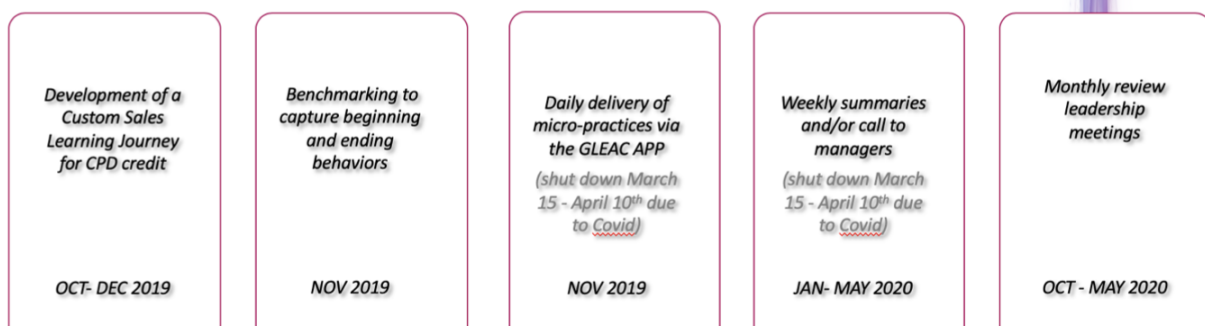 Development of a
Custom Sales
Learning Journey
for CPD credit
OCT- DEC 2019
Benchmarking to
capture beginning
and ending
behaviors
NOV 2019
Daily delivery of
micro-practices via
the GLEAC APP
(shut down March
15 - April 10th due
to Covid)
NOV 2019
Weekly summaries
and/or call to
managers
(shut down March
15 - April 10th due
to Covid)
JAN- MAY 2020
Monthly review
leadership
meetings
OCT - MAY 2020